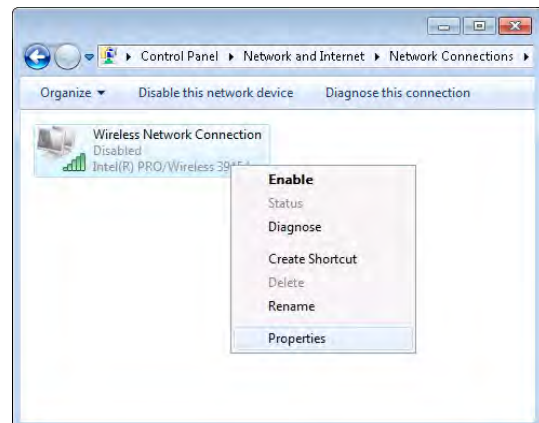 Control Panel Network and Internet Network Connections
Organize Disable this network device Diagnose this connection
Wireless Network Connection
Disabled
Intel(R) PRO/Wireless
Enable
Status
Diagnose
Create Shortcut
Delete
Rename
Properties